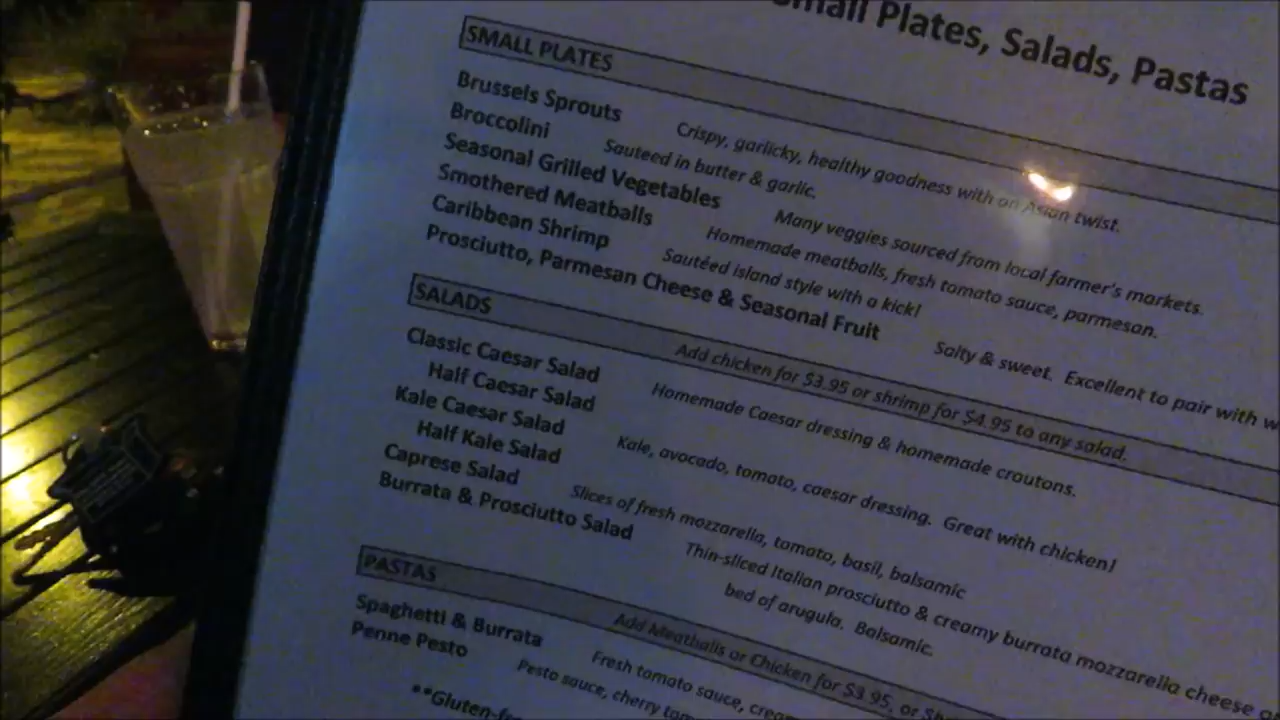 Small Plates, Salads, Pastas
SMALL PLATES
Brussels Sprouts Crispy, garlicky, healthy goodness with an Asian twist.
Broccolini Sauteed in butter & garlic.
Seasonal Grilled Vegetables Many veggies sourced from local farmer's markets.
Smothered Meatballs Homemade meatballs, fresh tomato sauce, parmesan.
Caribbean Shrimp Sautéed island style with a kick!
Prosciutto, Parmesan Cheese & Seasonal Fruit Salty & sweet. Excellent to pair with
SALADS Add chicken for $3.95 or shrimp for $4.95 to any salad.
Classic Caesar Salad Homemade Caesar dressing & homemade croutons.
Half Caesar Salad
Kale Caesar Salad Kale, avocado, tomato, caesar dressing. Great with chicken!
Half Kale Salad
Caprese Salad Slices of fresh mozzarella, tomato, basil, balsamic
Burrata & Prosciutto Salad Thin-sliced Italian prosciutto & creamy burrata mozzarella cheese
bed of arugula. Balsamic.
PASTAS Add Meatballs or Chicken for $3.95, or
Spaghetti & Burrata Fresh tomato sauce,
Penne Pesto Pesto sauce, cherry